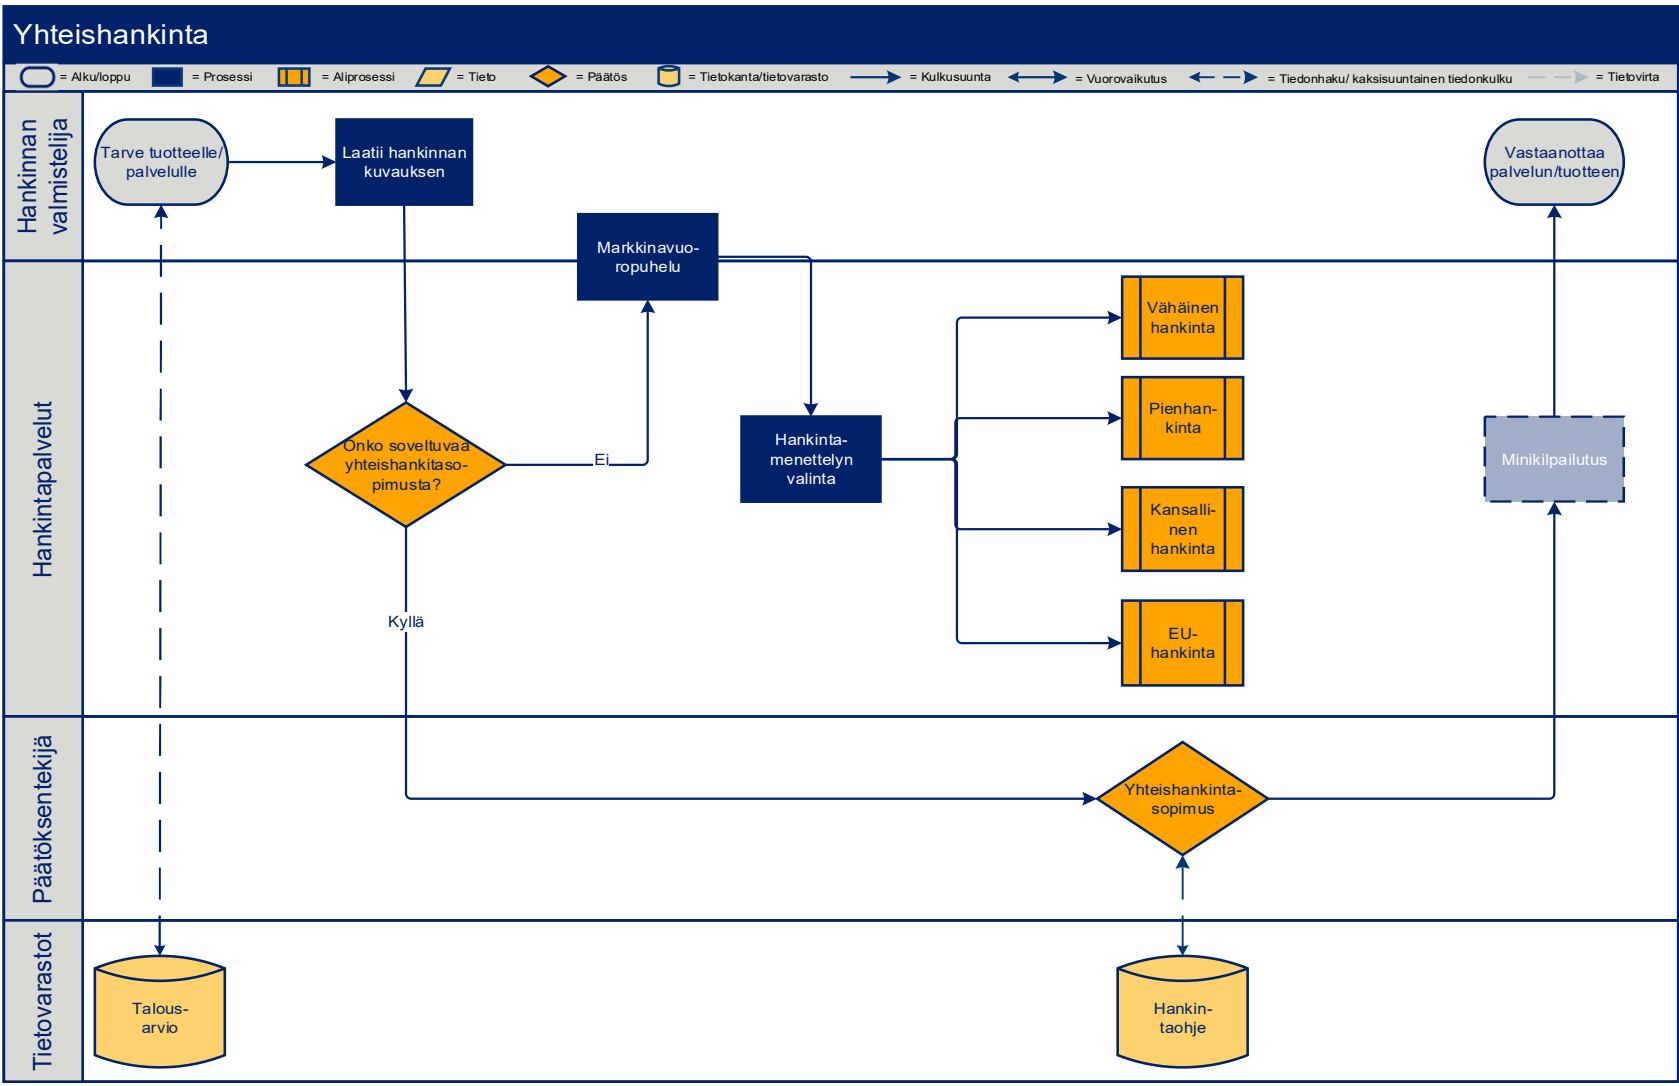 Yhteishankinta
= Alku/loppu
= Prosessi
= Aliprosessi
= Tieto
= Päätös
= Tietokanta/tietovarasto
= Kulkusuunta
= Vuorovaikutus
= Tiedonhaku/ kaksisuuntainen tiedonkulku
= Tietovirta
Hankinnan
valmistelija
Tarve tuotteelle/
palvelulle
Laatii hankinnan
kuvauksen
Markkinavuo-
ropuhelu
Vastaanottaa
palvelun/tuotteen
Hankintapalvelut
Onko soveltuvaa
yhteishankitaso-
pimusta?
Ei
Kyllä
Hankinta-
menettelyn
valinta
Vähäinen
hankinta
Pienhan-
kinta
Kansalli-
nen
hankinta
EU-
hankinta
Minikilpailutus
Päätöksentekijä
Yhteishankinta-
sopimus
Tietovarastot
Talous-
arvio
Hankin-
taohje